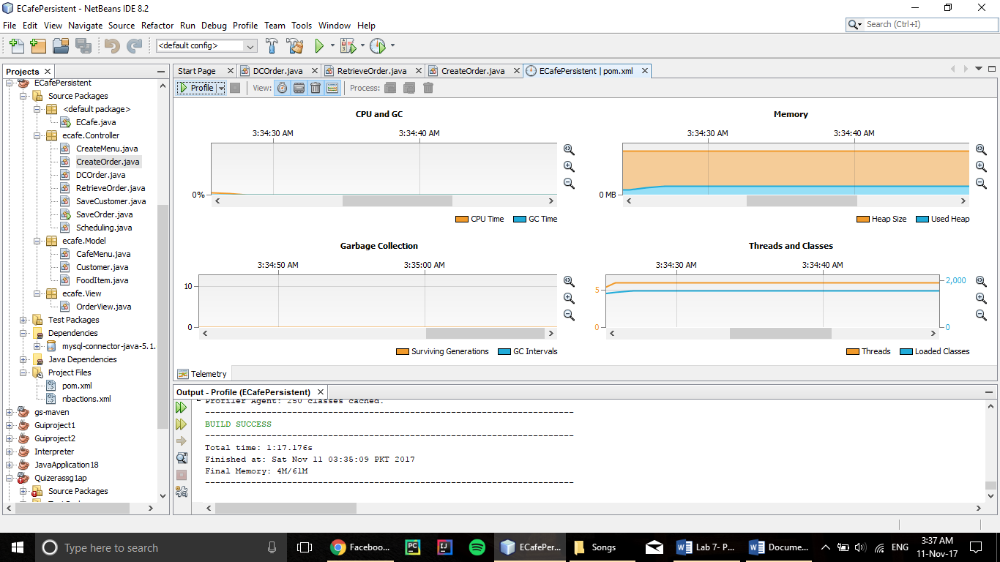 ECafePersistent - NetBeans IDE 8.2
File Edit View Navigate Source Refactor Run Debug Profile Team Tools Window Help
Search (Ctrl+I)
<default config>
Projects
ECafePersistent
Source Packages
<default package>
ECafe.java
ecafe.Controller
CreateMenu.java
CreateOrder.java
DCOrder.java
RetrieveOrder.java
SaveCustomer.java
SaveOrder.java
Scheduling.java
ecafe.Model
CafeMenu.java
Customer.java
FoodItem.java
ecafe.View
OrderView.java
Test Packages
Dependencies
mysql-connector-java-5.1.
Java Dependencies
Project Files
pom.xml
nbactions.xml
gs-maven
Guiproject1
Guiproject2
Interpreter
JavaApplication18
Quizerassg1ap
Source Packages
Start Page DCOrder.java RetrieveOrder.java CreateOrder.java ECafePersistent | pom.xml
Profile View: Process:
CPU and GC
3:34:30 AM 3:34:40 AM
0%
CPU Time GC Time
Memory
3:34:30 AM 3:34:40 AM
0 MB
Heap Size Used Heap
Garbage Collection
3:34:50 AM 3:35:00 AM
10
0
Surviving Generations GC Intervals
Threads and Classes
3:34:30 AM 3:34:40 AM
5 2,000
0 0
Threads Loaded Classes
Telemetry
Output - Profile (ECafePersistent)
Profiler Agent: 250 classes cached.
------------------------------------------------------------------------
BUILD SUCCESS
------------------------------------------------------------------------
Total time: 1:17.176s
Finished at: Sat Nov 11 03:35:09 PKT 2017
Final Memory: 4M/61M
------------------------------------------------------------------------
Type here to search
Faceboo...
PC
IJ
ECafePer...
Songs
Lab 7- P...
Docume...
ENG
3:37 AM
11-Nov-17